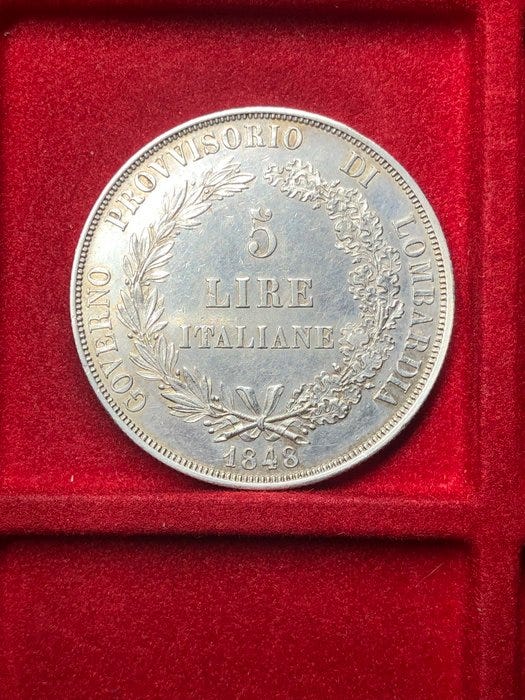 GOVERNO PROVVISORIO DI LOMBARDIA
5
LIRE
ITALIANE
1848